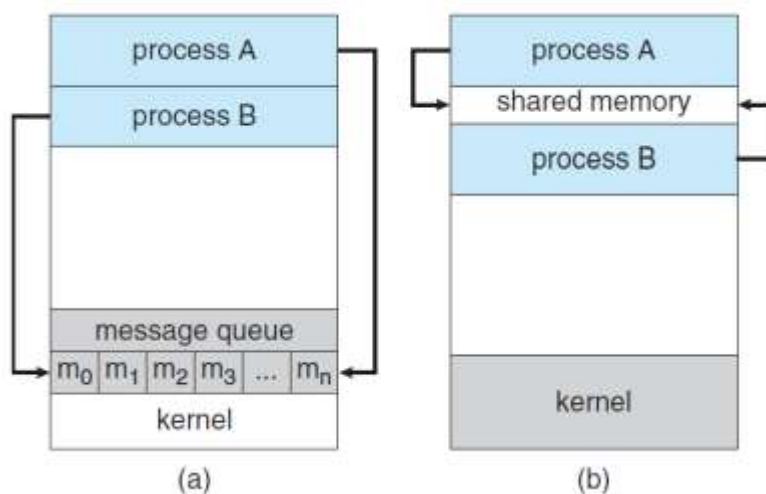 process A
process B
message queue
m0 m1 m2 m3 ... mn
kernel
(a)
process A
shared memory
process B
kernel
(b)